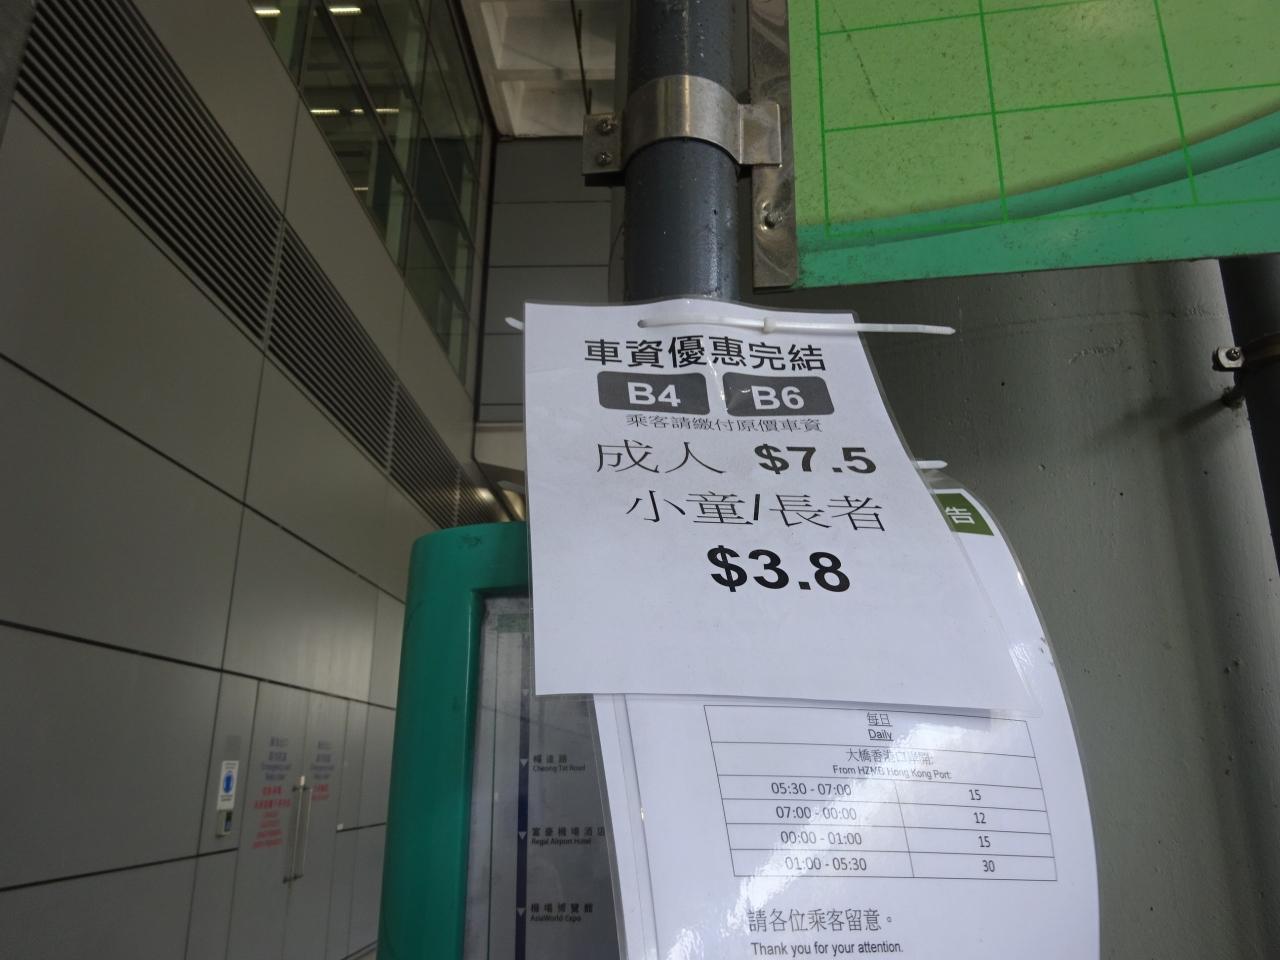 車資優惠完結
B4 B6
乘客請繳付原價車資
成人 $7.5
小童/長者
$3.8
告
每日
Daily
大橋香港口岸開:
From HZMB Hong Kong Port:
05:30 - 07:00 15
07:00 - 00:00 12
00:00 - 01:00 15
01:00 - 05:30 30
請各位乘客留意。
Thank you for your attention.
暢達路
Cheong Tat Road
富豪機場酒店
Regal Airport Hotel
機場博覽館
AsiaWorld-Expo